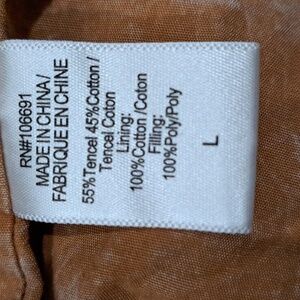 RN#106691
MADE IN CHINA/
FABRIQUE EN CHINE
55%Tencel 45%Cotton /
Tencel Coton
Lining:
100%Cotton /Coton
Filling:
100%Poly/Poly
L